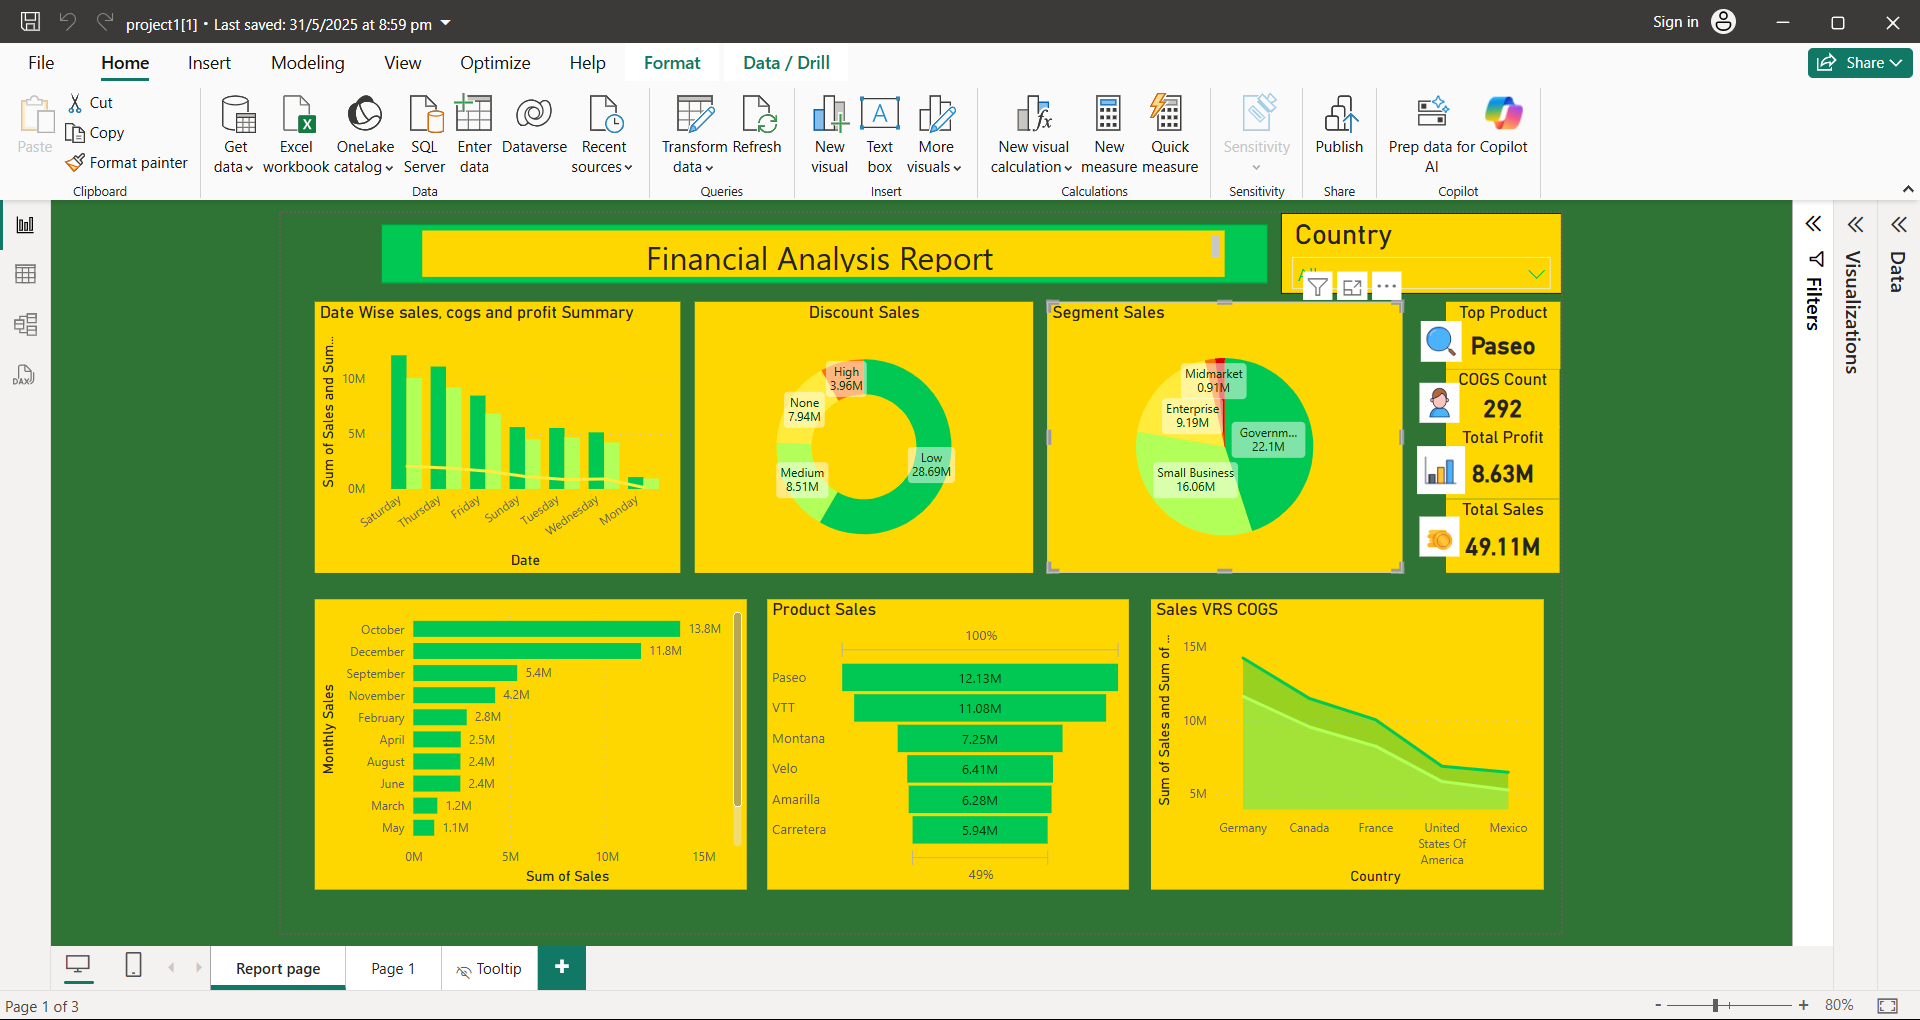 project1[1] • Last saved: 31/5/2025 at 8:59 pm
Sign in
File
Home
Insert
Modeling
View
Optimize
Help
Format
Data / Drill
Share
Paste
Cut
Copy
Format painter
Clipboard
Get data
Excel workbook
OneLake catalog
SQL Server
Enter data
Dataverse
Recent sources
Data
Transform data
Refresh
Queries
New visual
Text box
More visuals
Insert
New visual calculation
New measure
Quick measure
Calculations
Sensitivity
Sensitivity
Publish
Share
Prep data for AI
Copilot
Copilot
Financial Analysis Report
Country
Date Wise sales, cogs and profit Summary
Sum of Sales and Sum...
10M
5M
0M
Saturday
Thursday
Friday
Sunday
Tuesday
Wednesday
Monday
Date
Discount Sales
High
3.96M
None
7.94M
Medium
8.51M
Low
28.69M
Segment Sales
Midmarket
0.91M
Enterprise
9.19M
Governm...
22.1M
Small Business
16.06M
Top Product
Paseo
COGS Count
292
Total Profit
8.63M
Total Sales
49.11M
Monthly Sales
October 13.8M
December 11.8M
September 5.4M
November 4.2M
February 2.8M
April 2.5M
August 2.4M
June 2.4M
March 1.2M
May 1.1M
0M 5M 10M 15M
Sum of Sales
Product Sales
100%
Paseo 12.13M
VTT 11.08M
Montana 7.25M
Velo 6.41M
Amarilla 6.28M
Carretera 5.94M
49%
Sales VRS COGS
Sum of Sales and Sum of ...
15M
10M
5M
Germany
Canada
France
United States Of America
Mexico
Country
Filters
Visualizations
Data
Report page
Page 1
Tooltip
Page 1 of 3
80%